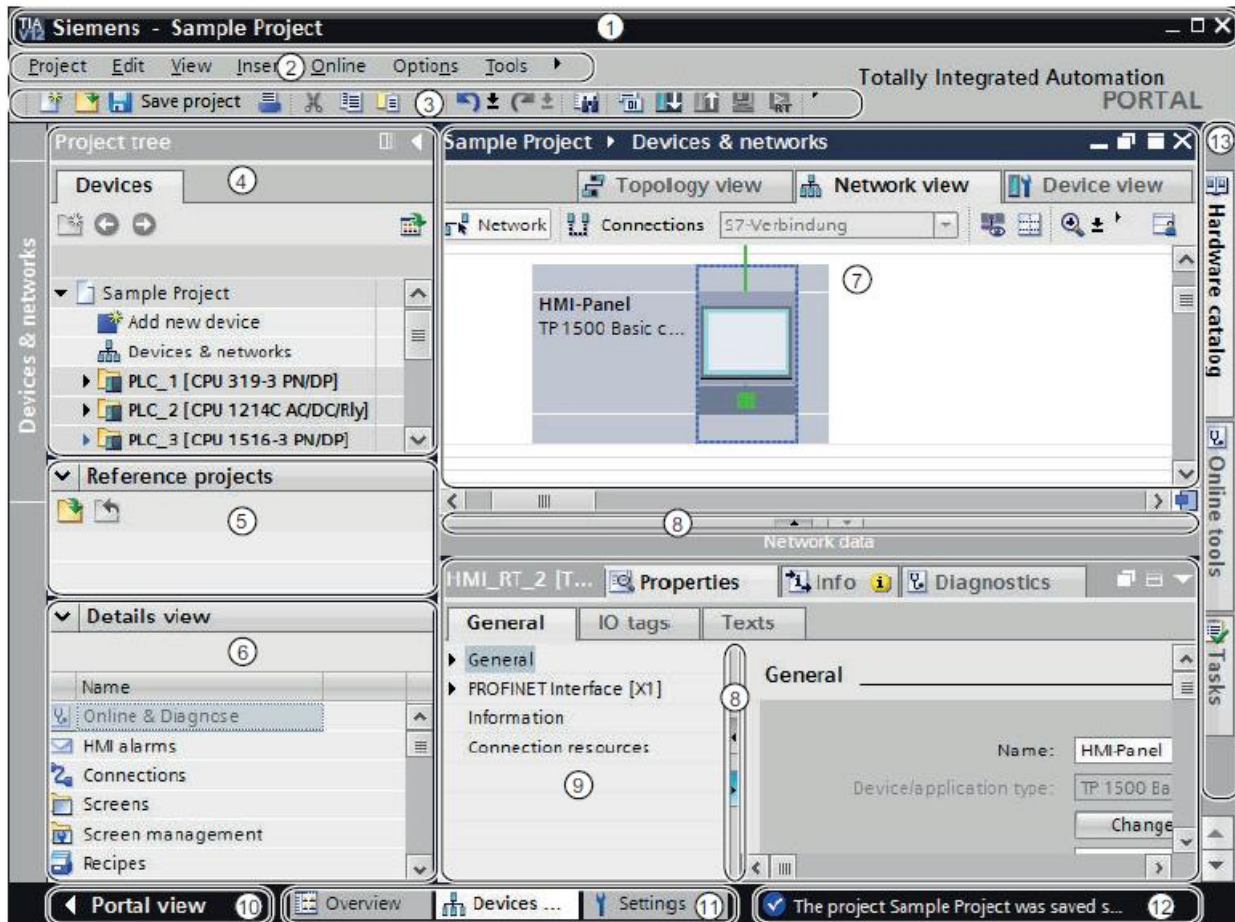 TIA V12 Siemens - Sample Project 1
Project Edit View Inser 2 Online Options Tools
Totally Integrated Automation
PORTAL
Save project 3
Devices & networks
Project tree
Devices 4
Sample Project
Add new device
Devices & networks
PLC_1 [CPU 319-3 PN/DP]
PLC_2 [CPU 1214C AC/DC/Rly]
PLC_3 [CPU 1516-3 PN/DP]
Reference projects
5
Details view
6
Name
Online & Diagnose
HMI alarms
Connections
Screens
Screen management
Recipes
Sample Project Devices & networks
Topology view Network view Device view
Network Connections S7-Verbindung
7
HMI-Panel
TP 1500 Basic c...
8
Network data
HMI_RT_2 [T... Properties Info Diagnostics
General IO tags Texts
General
PROFINET Interface [X1]
Information
Connection resources
9
8
General
Name: HMI-Panel
Device/application type: TP 1500 Ba
Change
13
Hardware catalog
Online tools
Tasks
Portal view 10 Overview Devices ... Settings 11 The project Sample Project was saved s... 12